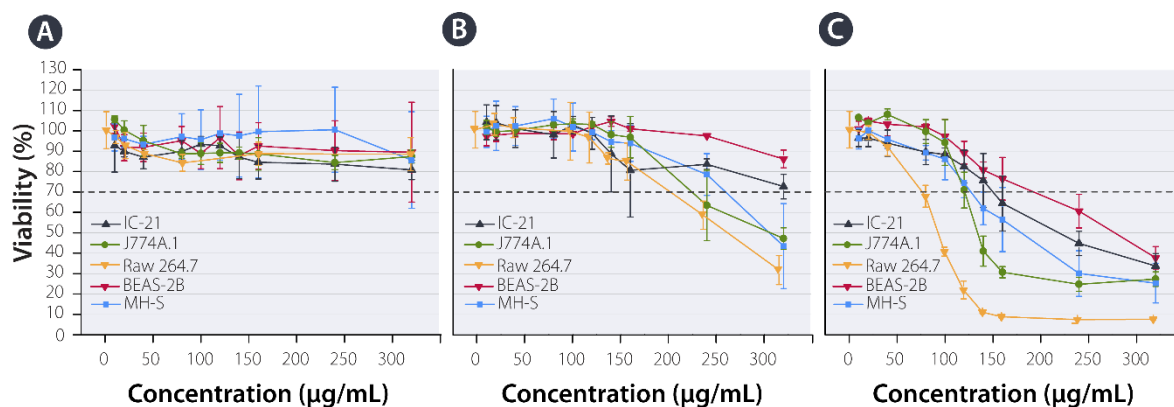 A
B
C
130
120
110
100
90
80
70
60
50
40
30
20
10
0
Viability (%)
IC-21
J774A.1
Raw 264.7
BEAS-2B
MH-S
IC-21
J774A.1
Raw 264.7
BEAS-2B
MH-S
IC-21
J774A.1
Raw 264.7
BEAS-2B
MH-S
0 50 100 150 200 250 300
0 50 100 150 200 250 300
0 50 100 150 200 250 300
Concentration (µg/mL)
Concentration (µg/mL)
Concentration (µg/mL)